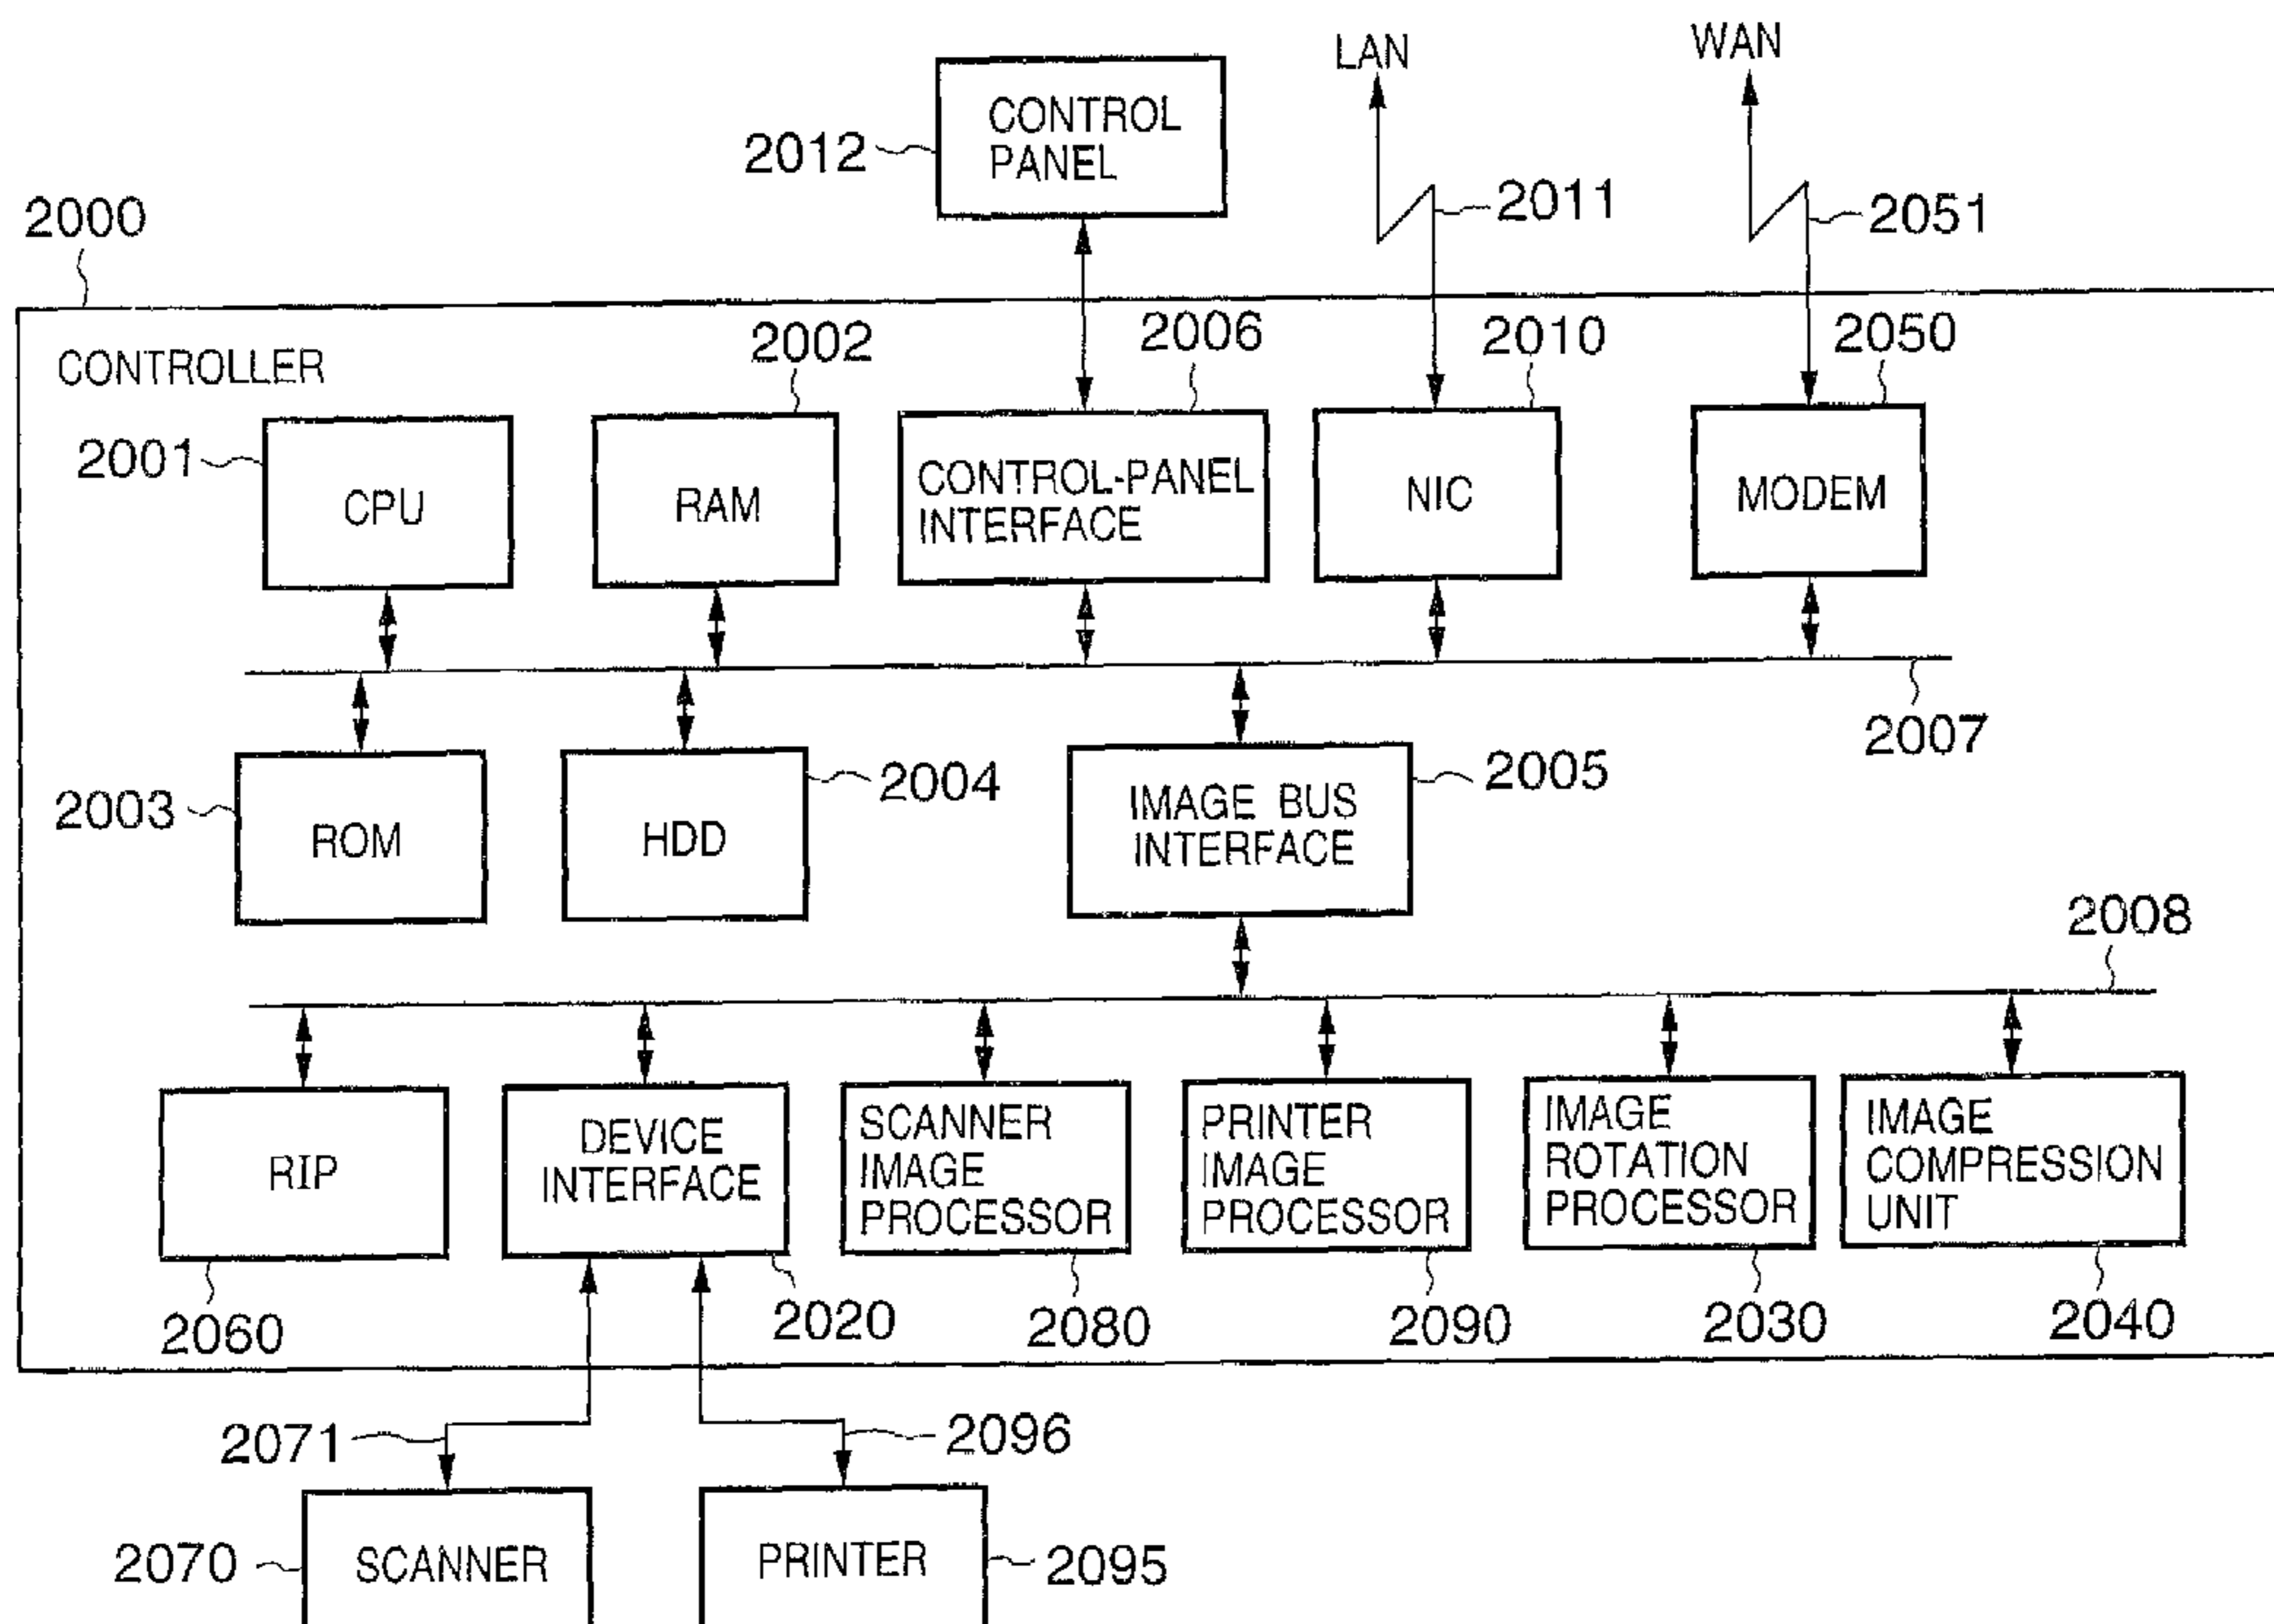 LAN
WAN
CONTROL
PANEL
2012
2011
2051
2000
CONTROLLER
2002
2006
2010
2050
2001
CPU
RAM
CONTROL-PANEL
INTERFACE
NIC
MODEM
2007
2003
ROM
HDD
2004
IMAGE BUS
INTERFACE
2005
2008
RIP
DEVICE
INTERFACE
SCANNER
IMAGE
PROCESSOR
PRINTER
IMAGE
PROCESSOR
IMAGE
ROTATION
PROCESSOR
IMAGE
COMPRESSION
UNIT
2060
2020
2080
2090
2030
2040
2071
2096
2070
SCANNER
PRINTER
2095